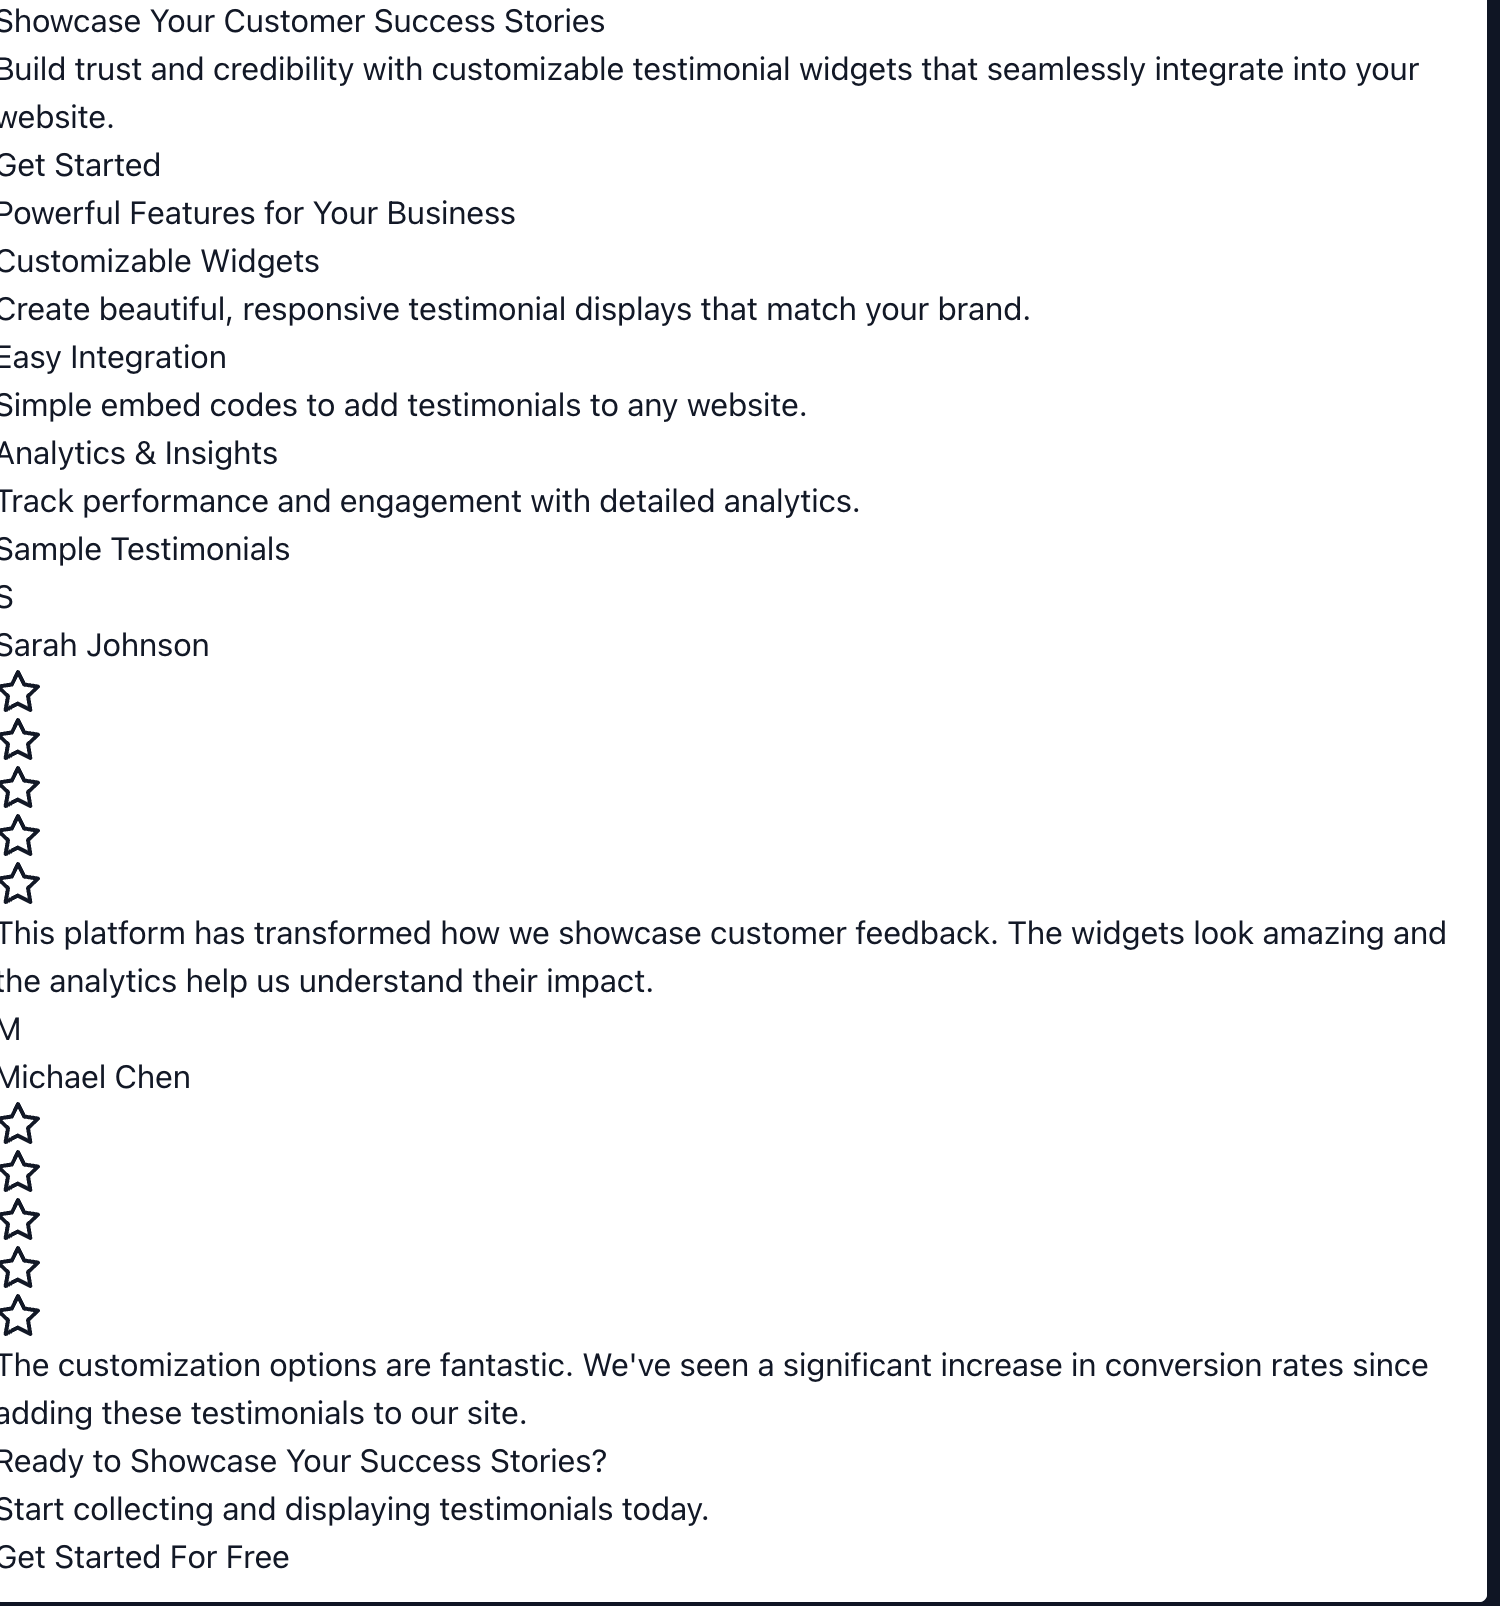 Showcase Your Customer Success Stories
Build trust and credibility with customizable testimonial widgets that seamlessly integrate into your
website.
Get Started
Powerful Features for Your Business
Customizable Widgets
Create beautiful, responsive testimonial displays that match your brand.
Easy Integration
Simple embed codes to add testimonials to any website.
Analytics & Insights
Track performance and engagement with detailed analytics.
Sample Testimonials
S
Sarah Johnson
This platform has transformed how we showcase customer feedback. The widgets look amazing and
the analytics help us understand their impact.
M
Michael Chen
The customization options are fantastic. We've seen a significant increase in conversion rates since
adding these testimonials to our site.
Ready to Showcase Your Success Stories?
Start collecting and displaying testimonials today.
Get Started For Free